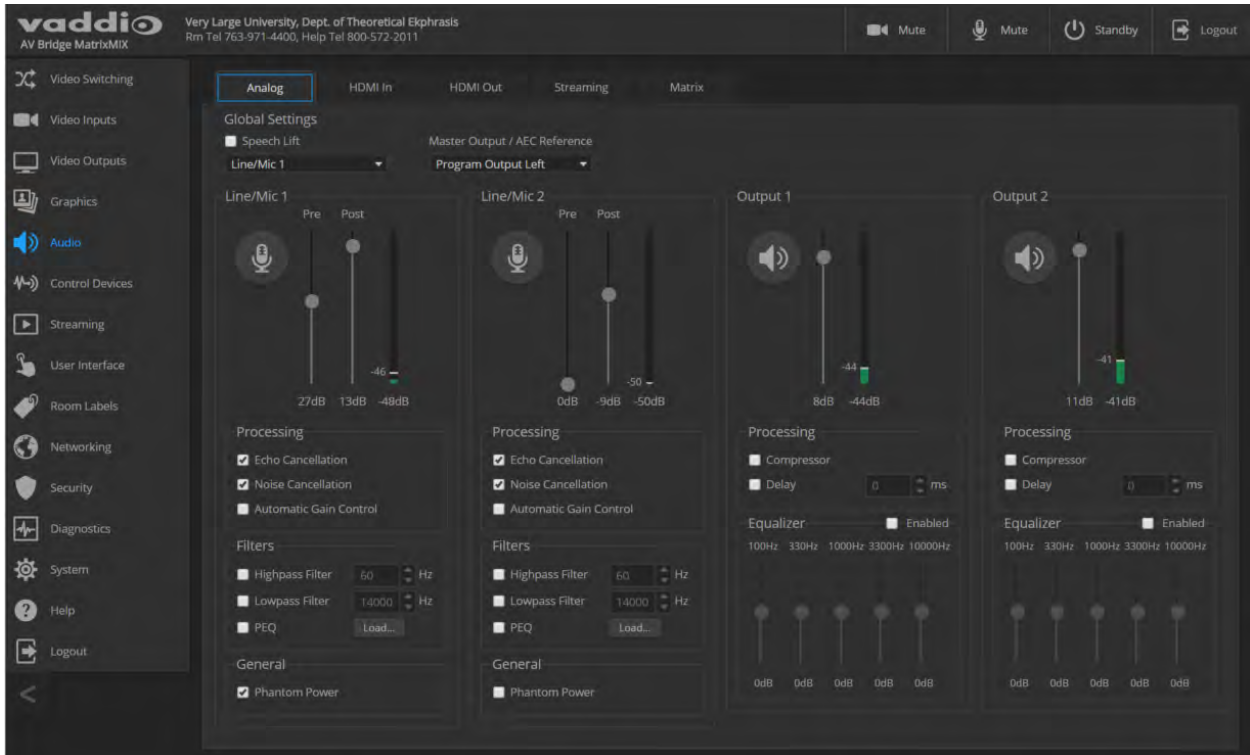 vaddio
AV Bridge MatrixMIX
Very Large University, Dept. of Theoretical Ekphrasis
Rm Tel 763-971-4400, Help Tel 800-572-2011
Mute
Mute
Standby
Logout
Video Switching
Video Inputs
Video Outputs
Graphics
Audio
Control Devices
Streaming
User Interface
Room Labels
Networking
Security
Diagnostics
System
Help
Logout
Analog HDMI In HDMI Out Streaming Matrix
Global Settings
Speech Lift Master Output / AEC Reference
Line/Mic 1 Program Output Left
Line/Mic 1
Pre Post
-46
27dB 13dB -48dB
Processing
Echo Cancellation
Noise Cancellation
Automatic Gain Control
Filters
Highpass Filter 60 Hz
Lowpass Filter 14000 Hz
PEQ Load...
General
Phantom Power
Line/Mic 2
Pre Post
-50
0dB -9dB -50dB
Processing
Echo Cancellation
Noise Cancellation
Automatic Gain Control
Filters
Highpass Filter 60 Hz
Lowpass Filter 14000 Hz
PEQ Load...
General
Phantom Power
Output 1
-44
8dB -44dB
Processing
Compressor
Delay 0 ms
Equalizer Enabled
100Hz 330Hz 1000Hz 3300Hz 10000Hz
0dB 0dB 0dB 0dB 0dB
Output 2
-41
11dB -41dB
Processing
Compressor
Delay 0 ms
Equalizer Enabled
100Hz 330Hz 1000Hz 3300Hz 10000Hz
0dB 0dB 0dB 0dB 0dB